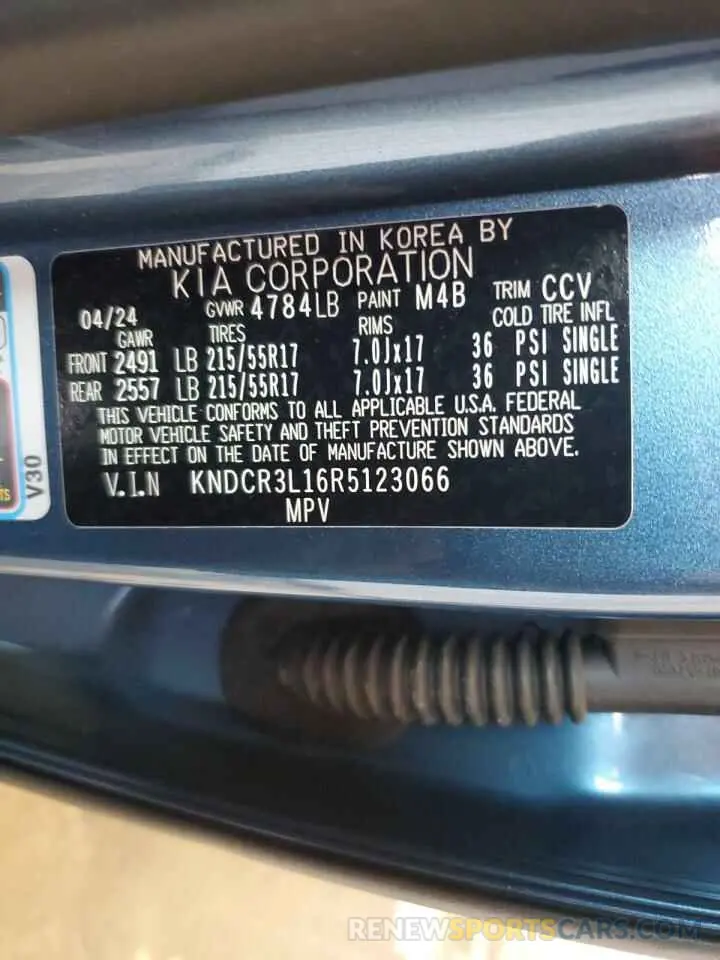 MANUFACTURED IN KOREA BY
KIA CORPORATION
04/24 GVWR 4784LB PAINT M4B TRIM CCV
GAWR TIRES RIMS COLD TIRE INFL
FRONT 2491 LB 215/55R17 7.0Jx17 36 PSI SINGLE
REAR 2557 LB 215/55R17 7.0Jx17 36 PSI SINGLE
THIS VEHICLE CONFORMS TO ALL APPLICABLE U.S.A. FEDERAL
MOTOR VEHICLE SAFETY AND THEFT PREVENTION STANDARDS
IN EFFECT ON THE DATE OF MANUFACTURE SHOWN ABOVE.
V.I.N KNDCR3L16R5123066
MPV
V30
RENEWSPORTSCARS.COM